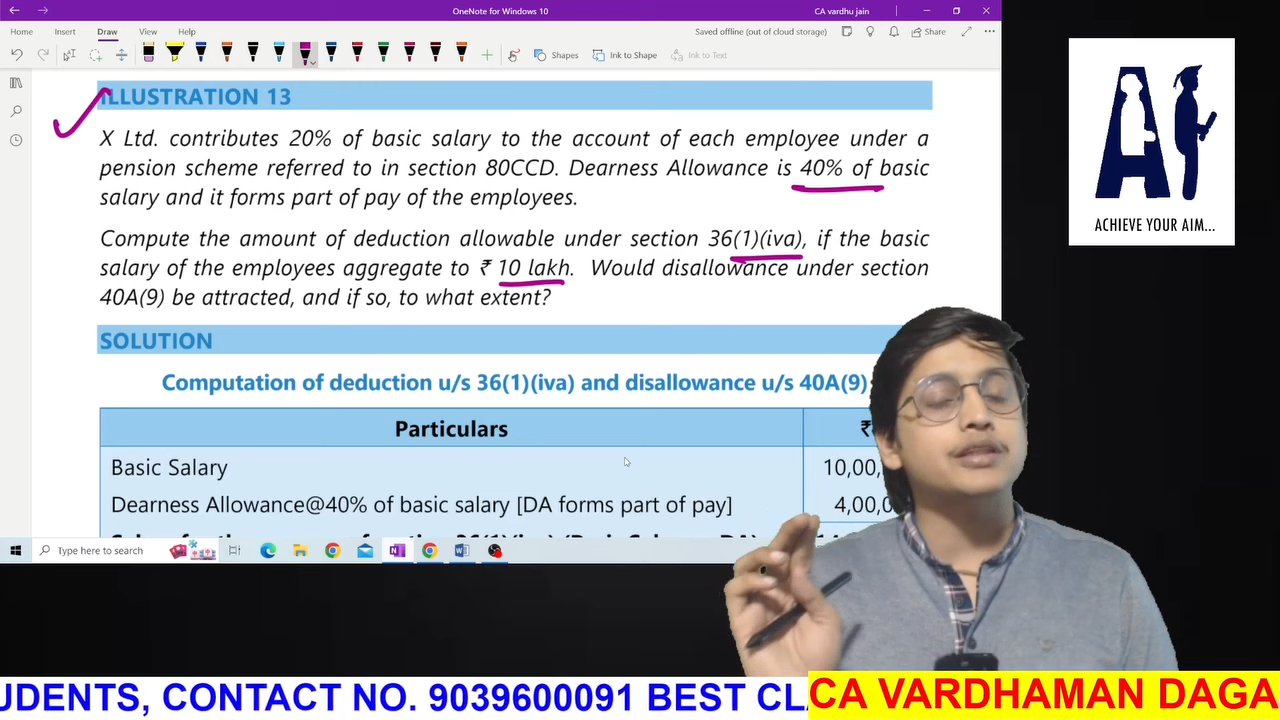 OneNote for Windows 10
CA vardhu jain
Home Insert Draw View Help
Saved offline (out of cloud storage)
Share
Shapes
Ink to Shape
Ink to Text
ILLUSTRATION 13
X Ltd. contributes 20% of basic salary to the account of each employee under a
pension scheme referred to in section 80CCD. Dearness Allowance is 40% of basic
salary and it forms part of pay of the employees.
Compute the amount of deduction allowable under section 36(1)(iva), if the basic
salary of the employees aggregate to ₹ 10 lakh. Would disallowance under section
40A(9) be attracted, and if so, to what extent?
SOLUTION
Computation of deduction u/s 36(1)(iva) and disallowance u/s 40A(9)
Particulars ₹
Basic Salary 10,00,
Dearness Allowance@40% of basic salary [DA forms part of pay] 4,00,0
Type here to search
AI
ACHIEVE YOUR AIM...
UDENTS, CONTACT NO. 9039600091 BEST CL
CA VARDHAMAN DAGA